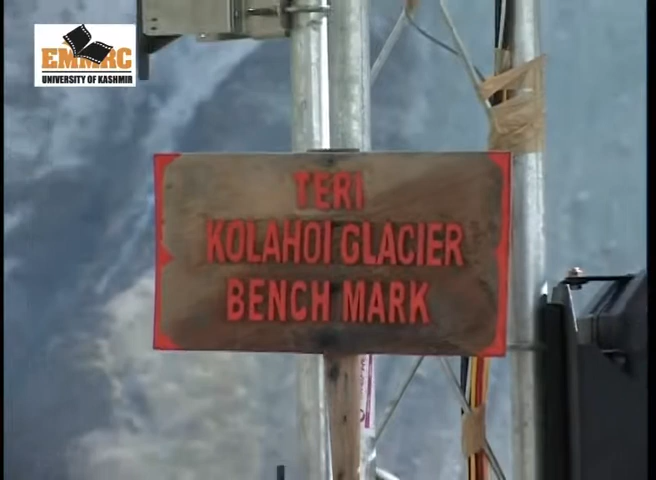 EMMRC
UNIVERSITY OF KASHMIR
TERI
KOLAHOI GLACIER
BENCH MARK